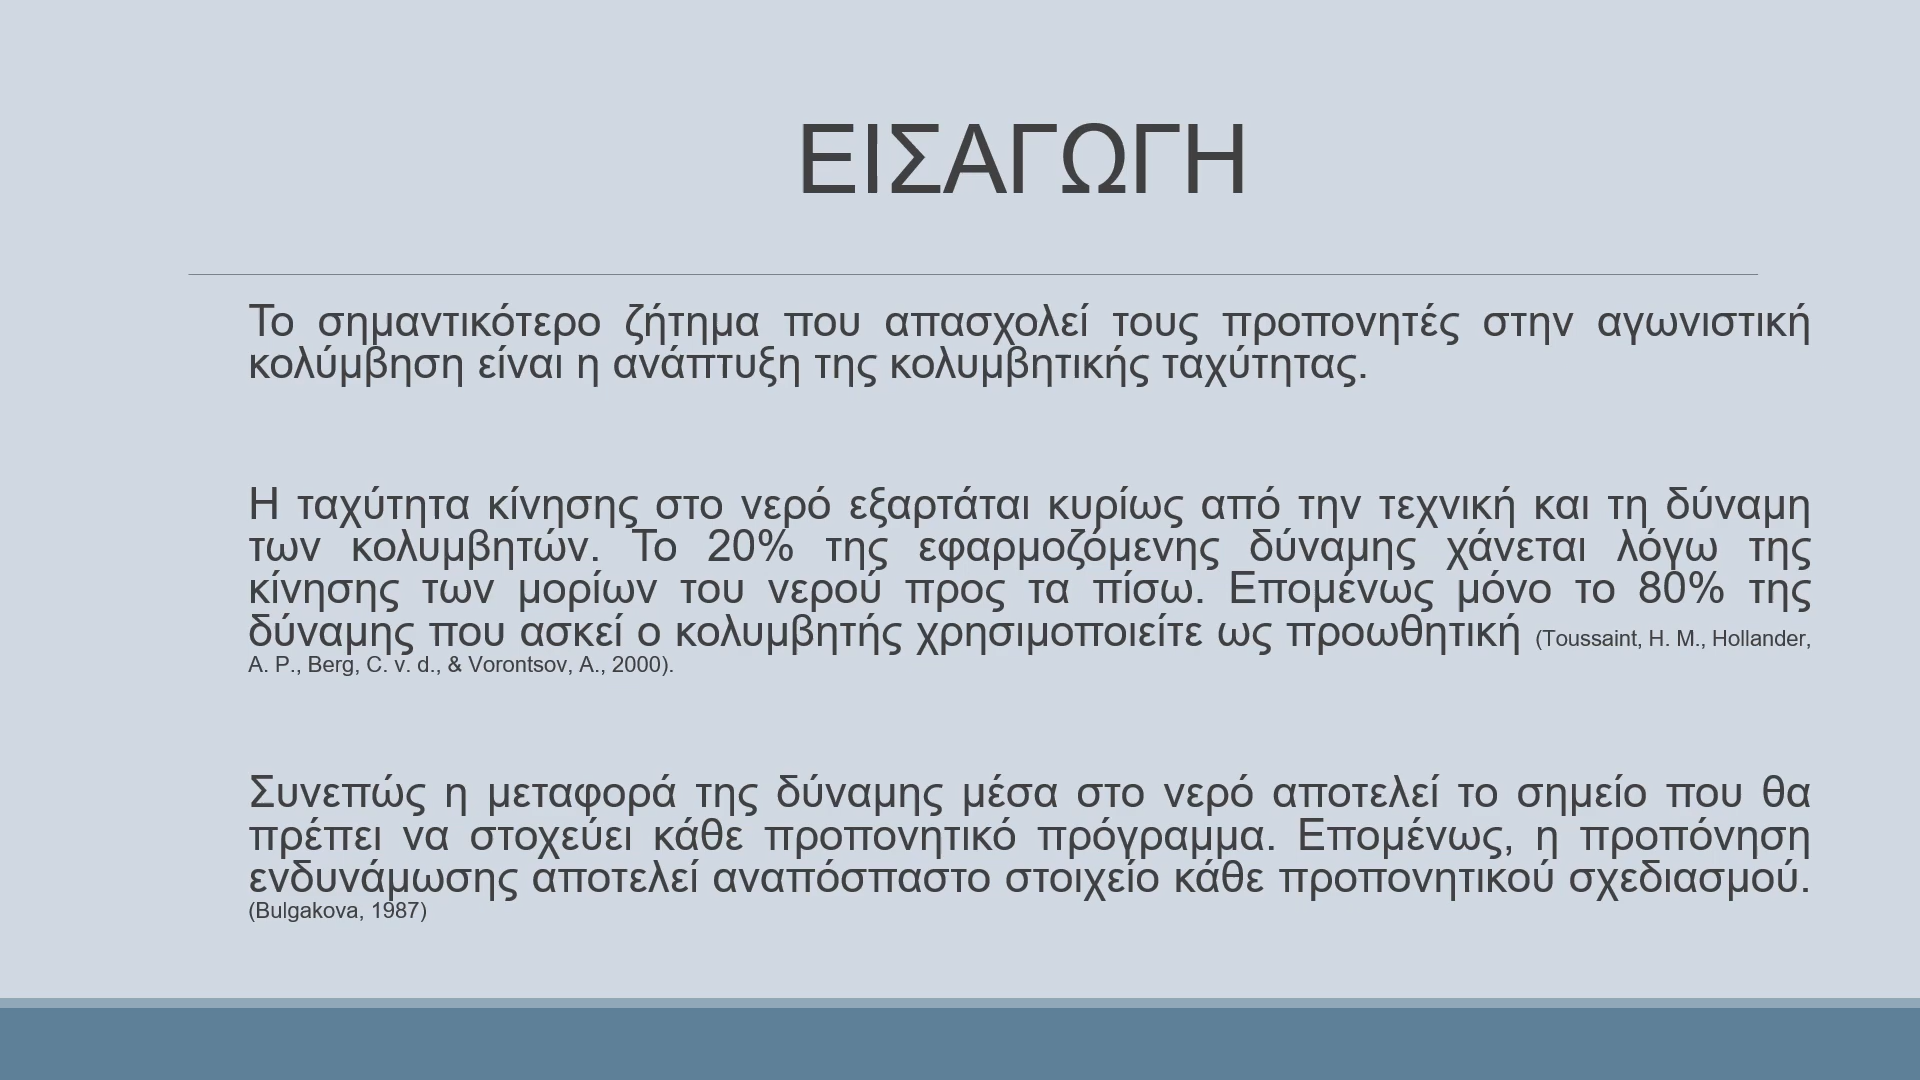 ΕΙΣΑΓΩΓΗ
Το σημαντικότερο ζήτημα που απασχολεί τους προπονητές στην αγωνιστική
κολύμβηση είναι η ανάπτυξη της κολυμβητικής ταχύτητας.
Η ταχύτητα κίνησης στο νερό εξαρτάται κυρίως από την τεχνική και τη δύναμη
των κολυμβητών. Το 20% της εφαρμοζόμενης δύναμης χάνεται λόγω της
κίνησης των μορίων του νερού προς τα πίσω. Επομένως μόνο το 80% της
δύναμης που ασκεί ο κολυμβητής χρησιμοποιείτε ως προωθητική (Toussaint, H. M., Hollander,
A. P., Berg, C. v. d., & Vorontsov, A., 2000).
Συνεπώς η μεταφορά της δύναμης μέσα στο νερό αποτελεί το σημείο που θα
πρέπει να στοχεύει κάθε προπονητικό πρόγραμμα. Επομένως, η προπόνηση
ενδυνάμωσης αποτελεί αναπόσπαστο στοιχείο κάθε προπονητικού σχεδιασμού.
(Bulgakova, 1987)